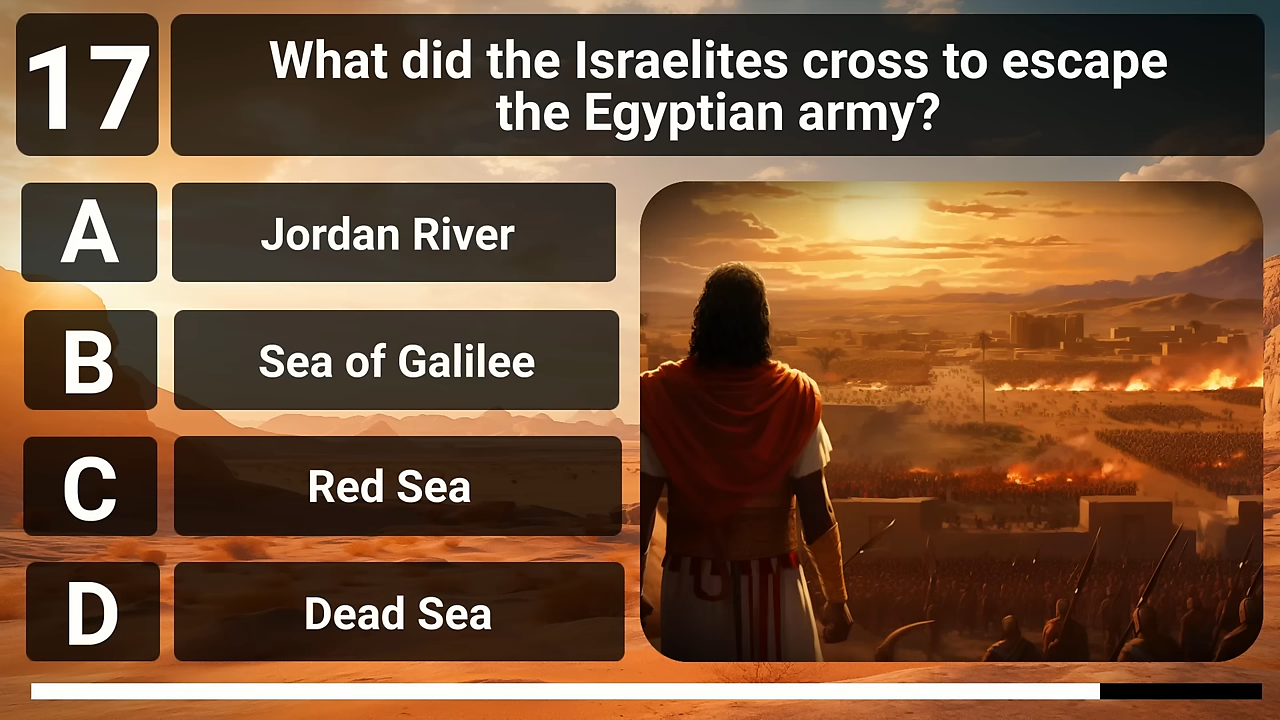 17
What did the Israelites cross to escape
the Egyptian army?
A
Jordan River
B
Sea of Galilee
C
Red Sea
D
Dead Sea